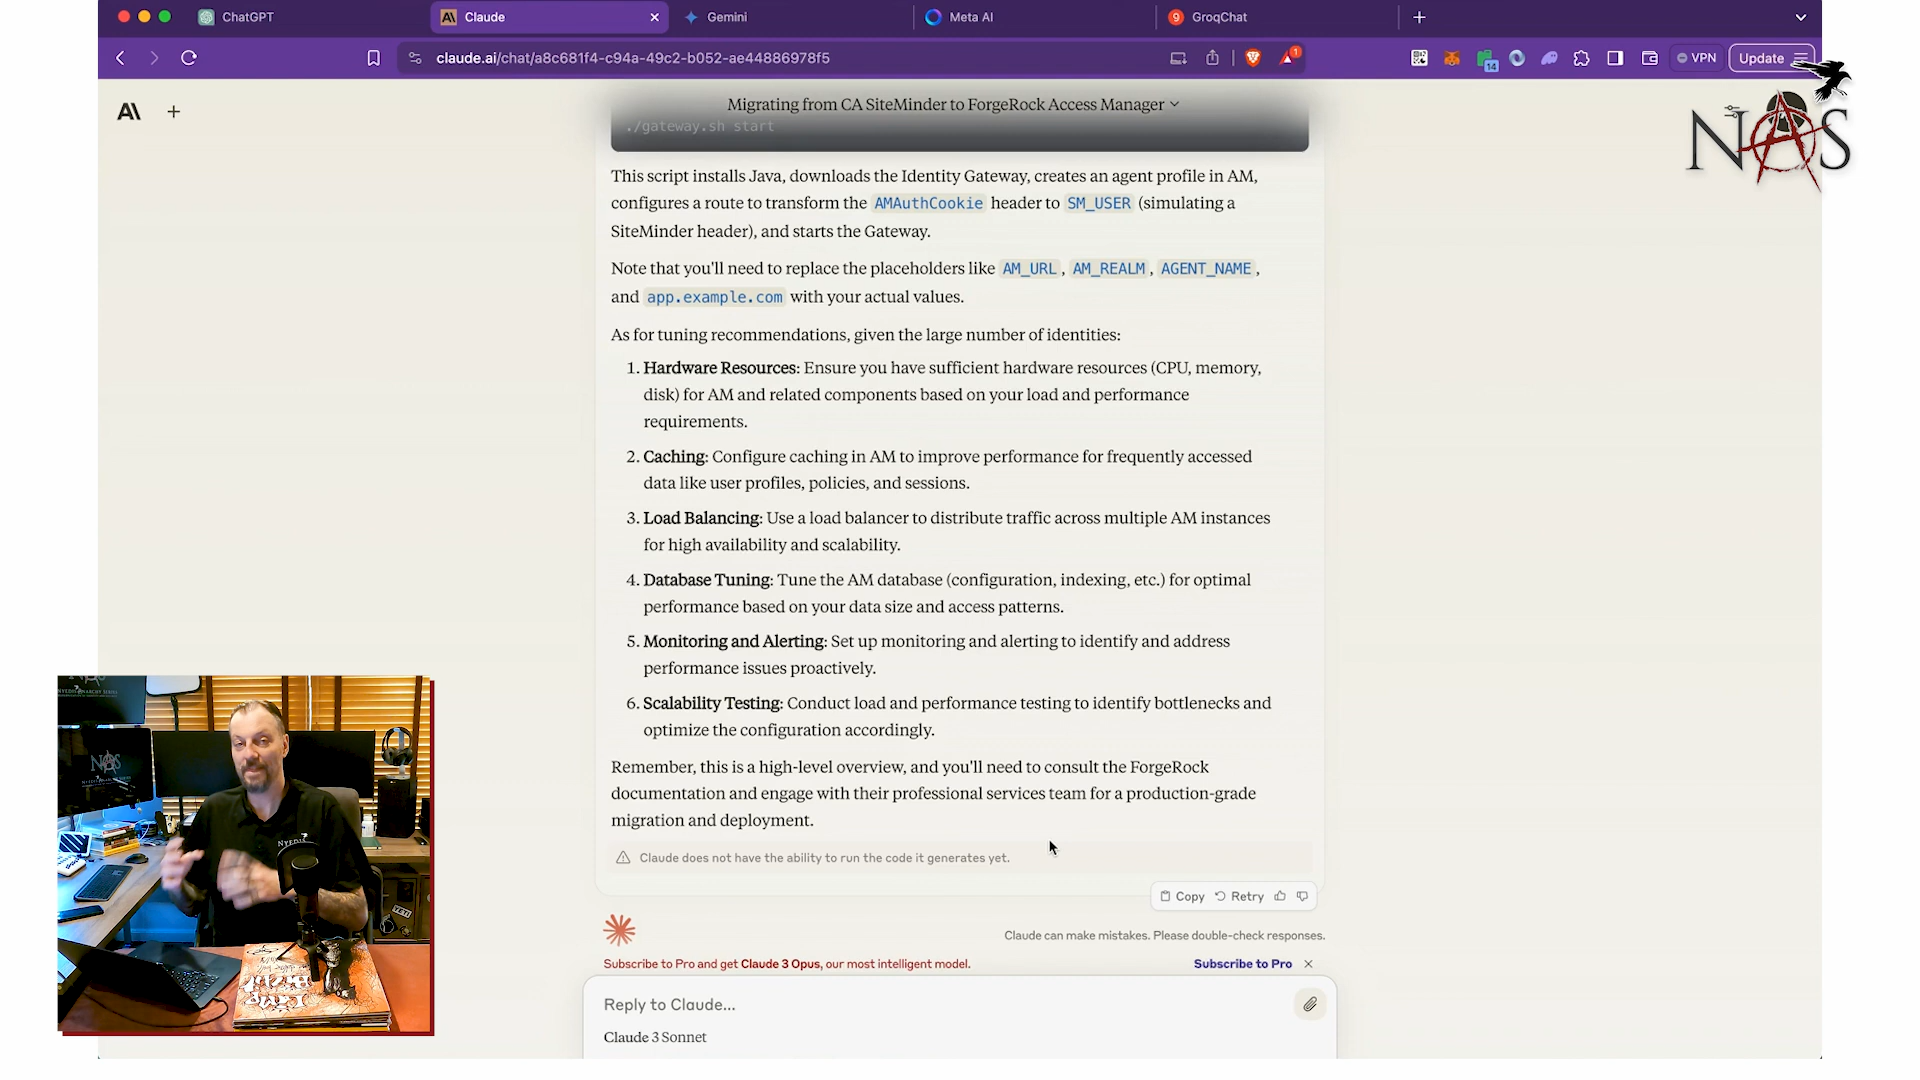 ChatGPT
Claude
Gemini
Meta AI
GroqChat
claude.ai/chat/a8c681f4-c94a-49c2-b052-ae44886978f5
1
14
VPN
Update
NAS
Migrating from CA SiteMinder to ForgeRock Access Manager
./gateway.sh start
This script installs Java, downloads the Identity Gateway, creates an agent profile in AM,
configures a route to transform the AMAuthCookie header to SM_USER (simulating a
SiteMinder header), and starts the Gateway.
Note that you'll need to replace the placeholders like AM_URL, AM_REALM, AGENT_NAME,
and app.example.com with your actual values.
As for tuning recommendations, given the large number of identities:
1. Hardware Resources: Ensure you have sufficient hardware resources (CPU, memory,
disk) for AM and related components based on your load and performance
requirements.
2. Caching: Configure caching in AM to improve performance for frequently accessed
data like user profiles, policies, and sessions.
3. Load Balancing: Use a load balancer to distribute traffic across multiple AM instances
for high availability and scalability.
4. Database Tuning: Tune the AM database (configuration, indexing, etc.) for optimal
performance based on your data size and access patterns.
5. Monitoring and Alerting: Set up monitoring and alerting to identify and address
performance issues proactively.
6. Scalability Testing: Conduct load and performance testing to identify bottlenecks and
optimize the configuration accordingly.
Remember, this is a high-level overview, and you'll need to consult the ForgeRock
documentation and engage with their professional services team for a production-grade
migration and deployment.
Claude does not have the ability to run the code it generates yet.
Copy
Retry
Claude can make mistakes. Please double-check responses.
Subscribe to Pro and get Claude 3 Opus, our most intelligent model.
Subscribe to Pro
Reply to Claude...
Claude 3 Sonnet
NAS
YETI